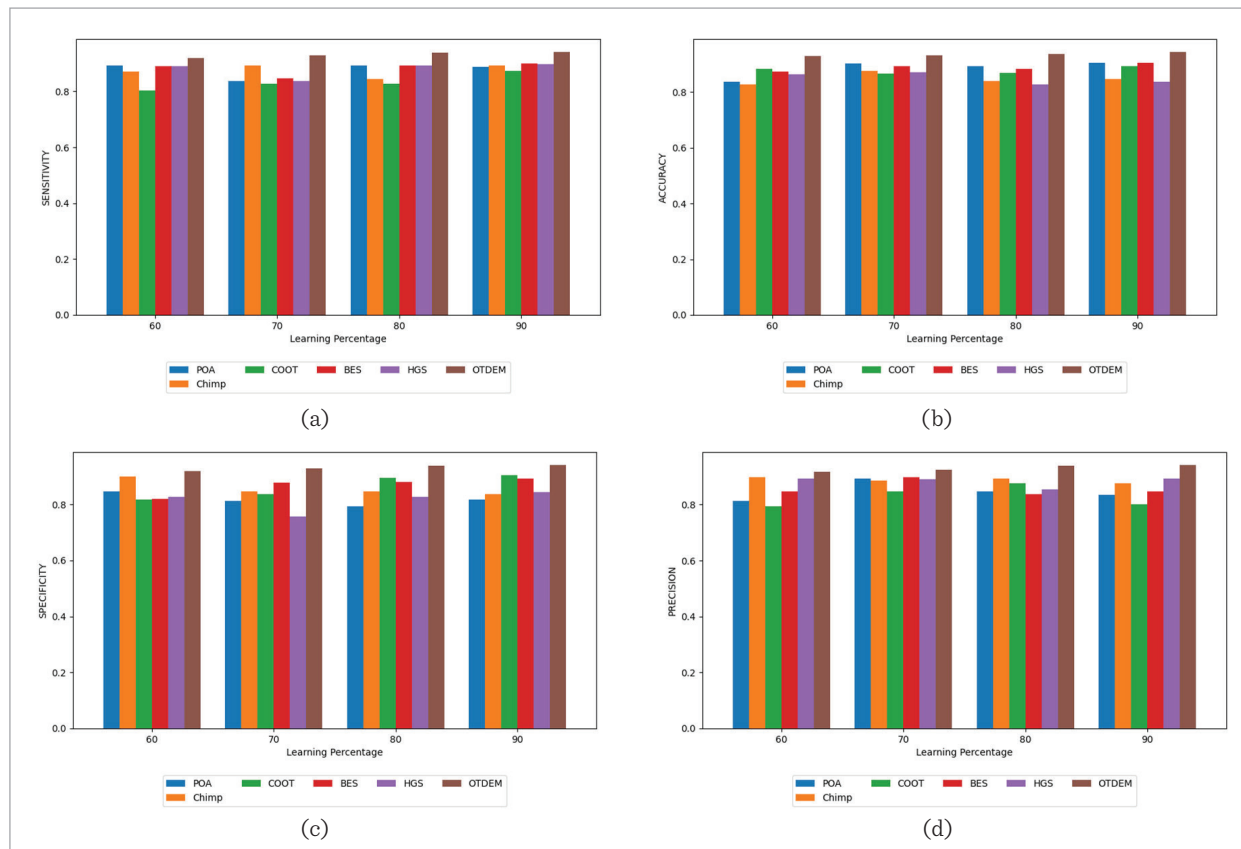 SENSITIVITY
0.8
0.6
0.4
0.2
0.0
60 70 80 90
Learning Percentage
POA COOT BES HGS OTDEM
Chimp
(a)
ACCURACY
0.8
0.6
0.4
0.2
0.0
60 70 80 90
Learning Percentage
POA COOT BES HGS OTDEM
Chimp
(b)
SPECIFICITY
0.8
0.6
0.4
0.2
0.0
60 70 80 90
Learning Percentage
POA COOT BES HGS OTDEM
Chimp
(c)
PRECISION
0.8
0.6
0.4
0.2
0.0
60 70 80 90
Learning Percentage
POA COOT BES HGS OTDEM
Chimp
(d)